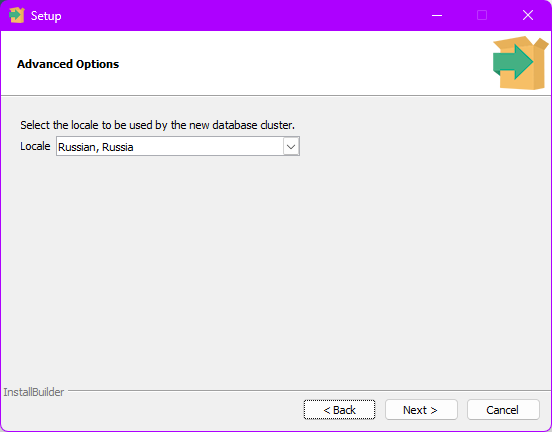 Setup
Advanced Options
Select the locale to be used by the new database cluster.
Locale Russian, Russia
InstallBuilder
< Back Next > Cancel